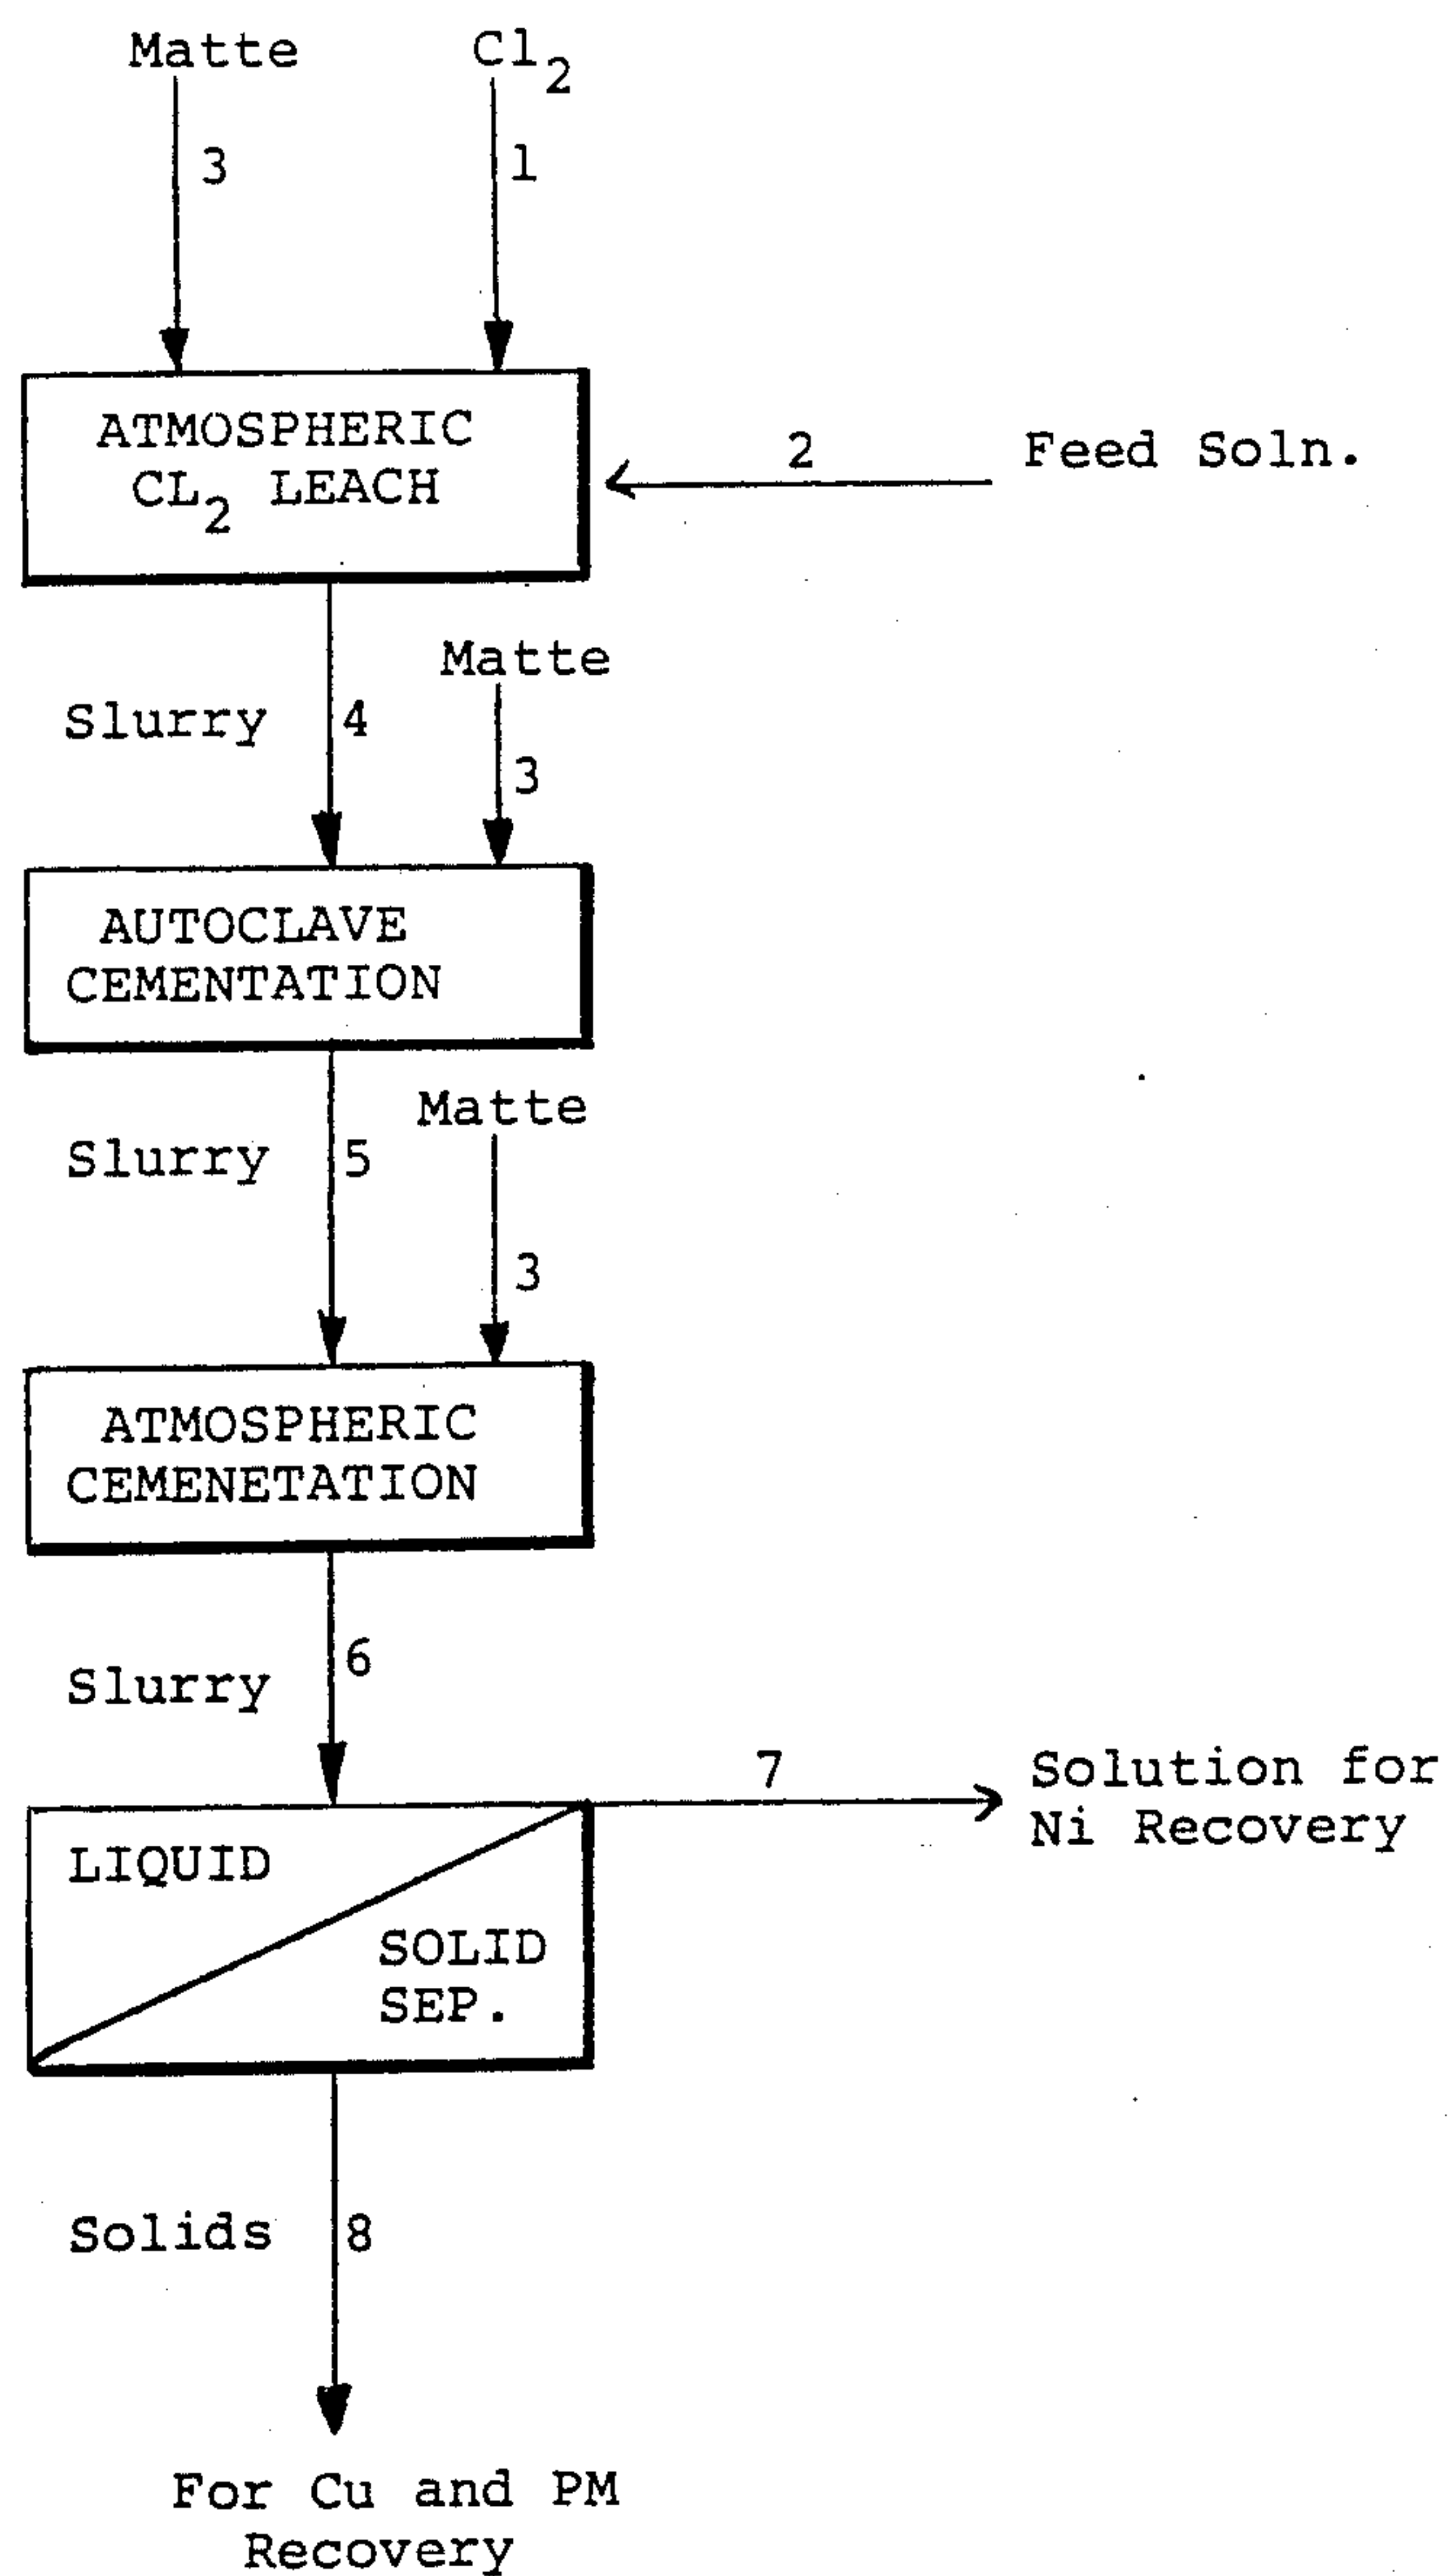 Matte
Cl2
3
1
ATMOSPHERIC
CL2 LEACH
2
Feed Soln.
Matte
Slurry
4
3
AUTOCLAVE
CEMENTATION
Matte
Slurry
5
3
ATMOSPHERIC
CEMENETATION
6
Slurry
7
Solution for
Ni Recovery
LIQUID
SOLID
SEP.
Solids
8
For Cu and PM
Recovery